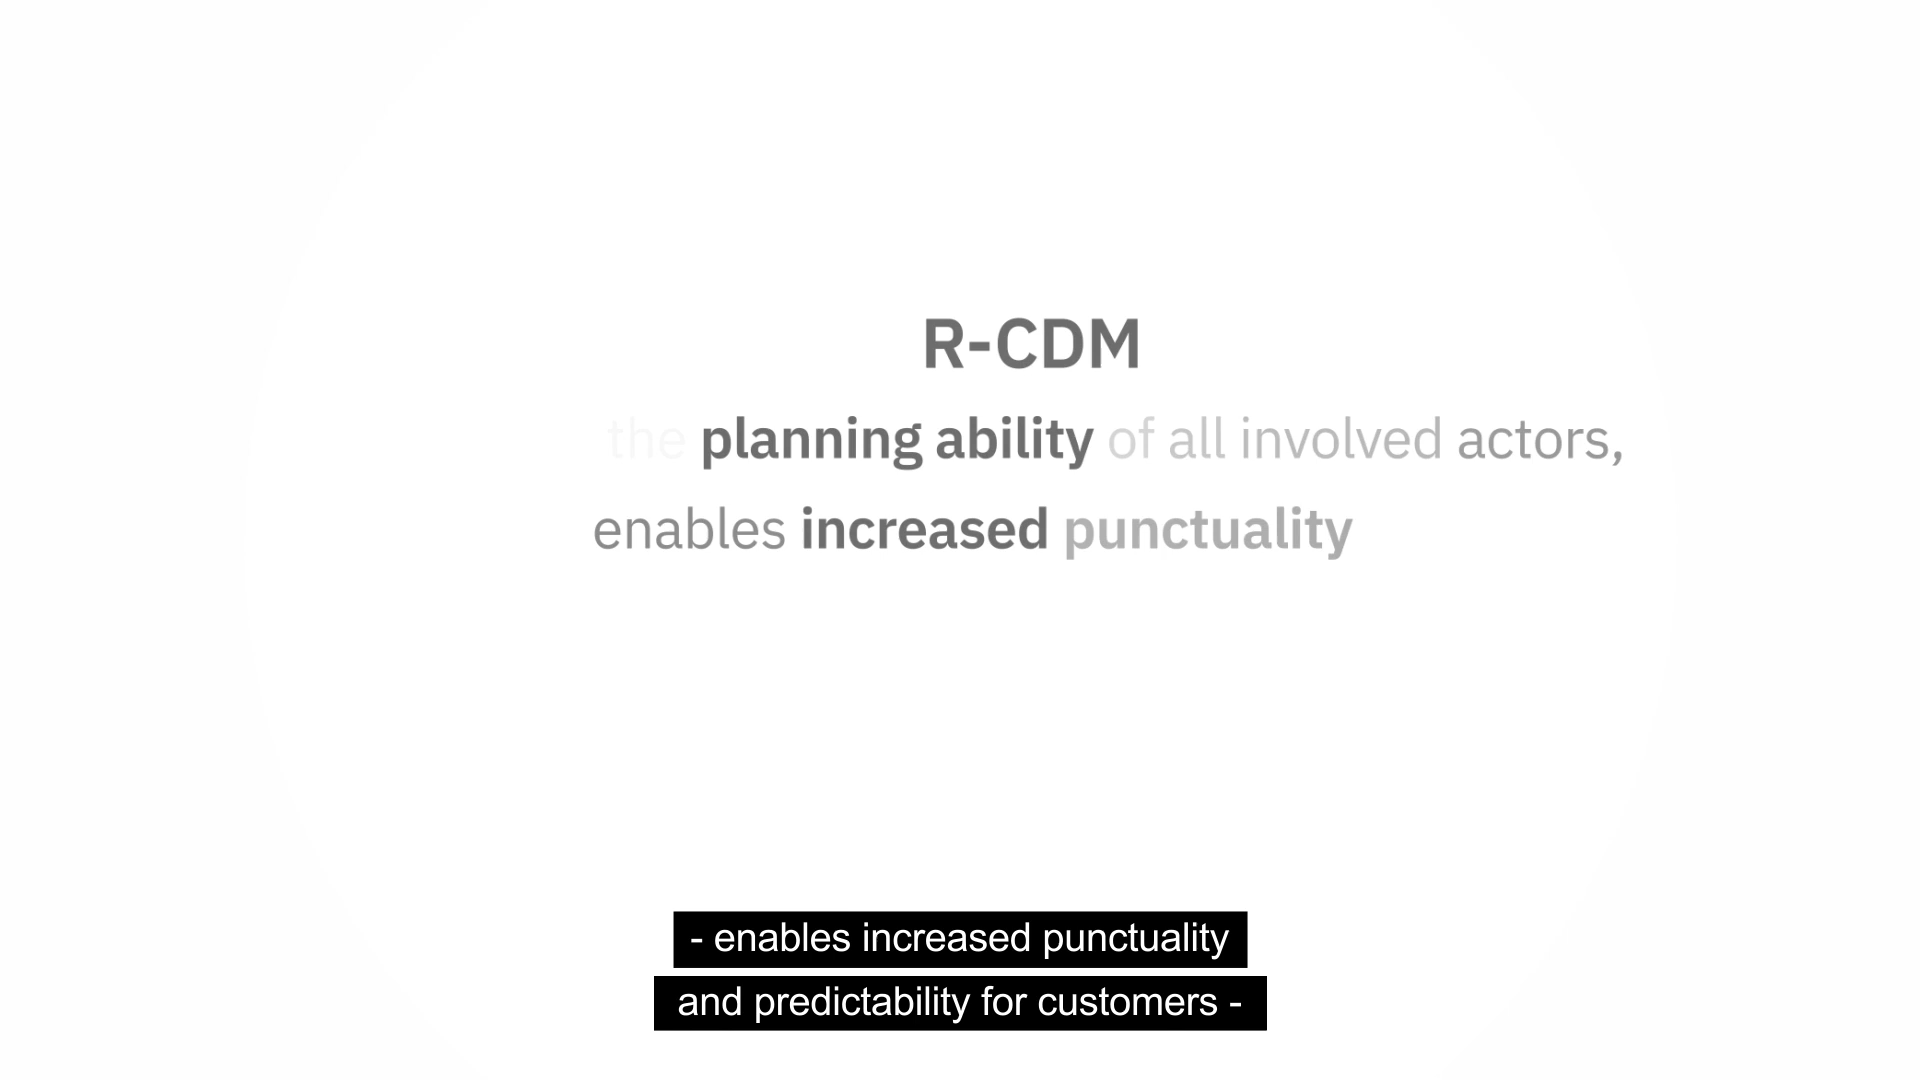 R-CDM
the planning ability of all involved actors,
enables increased punctuality
- enables increased punctuality
and predictability for customers -